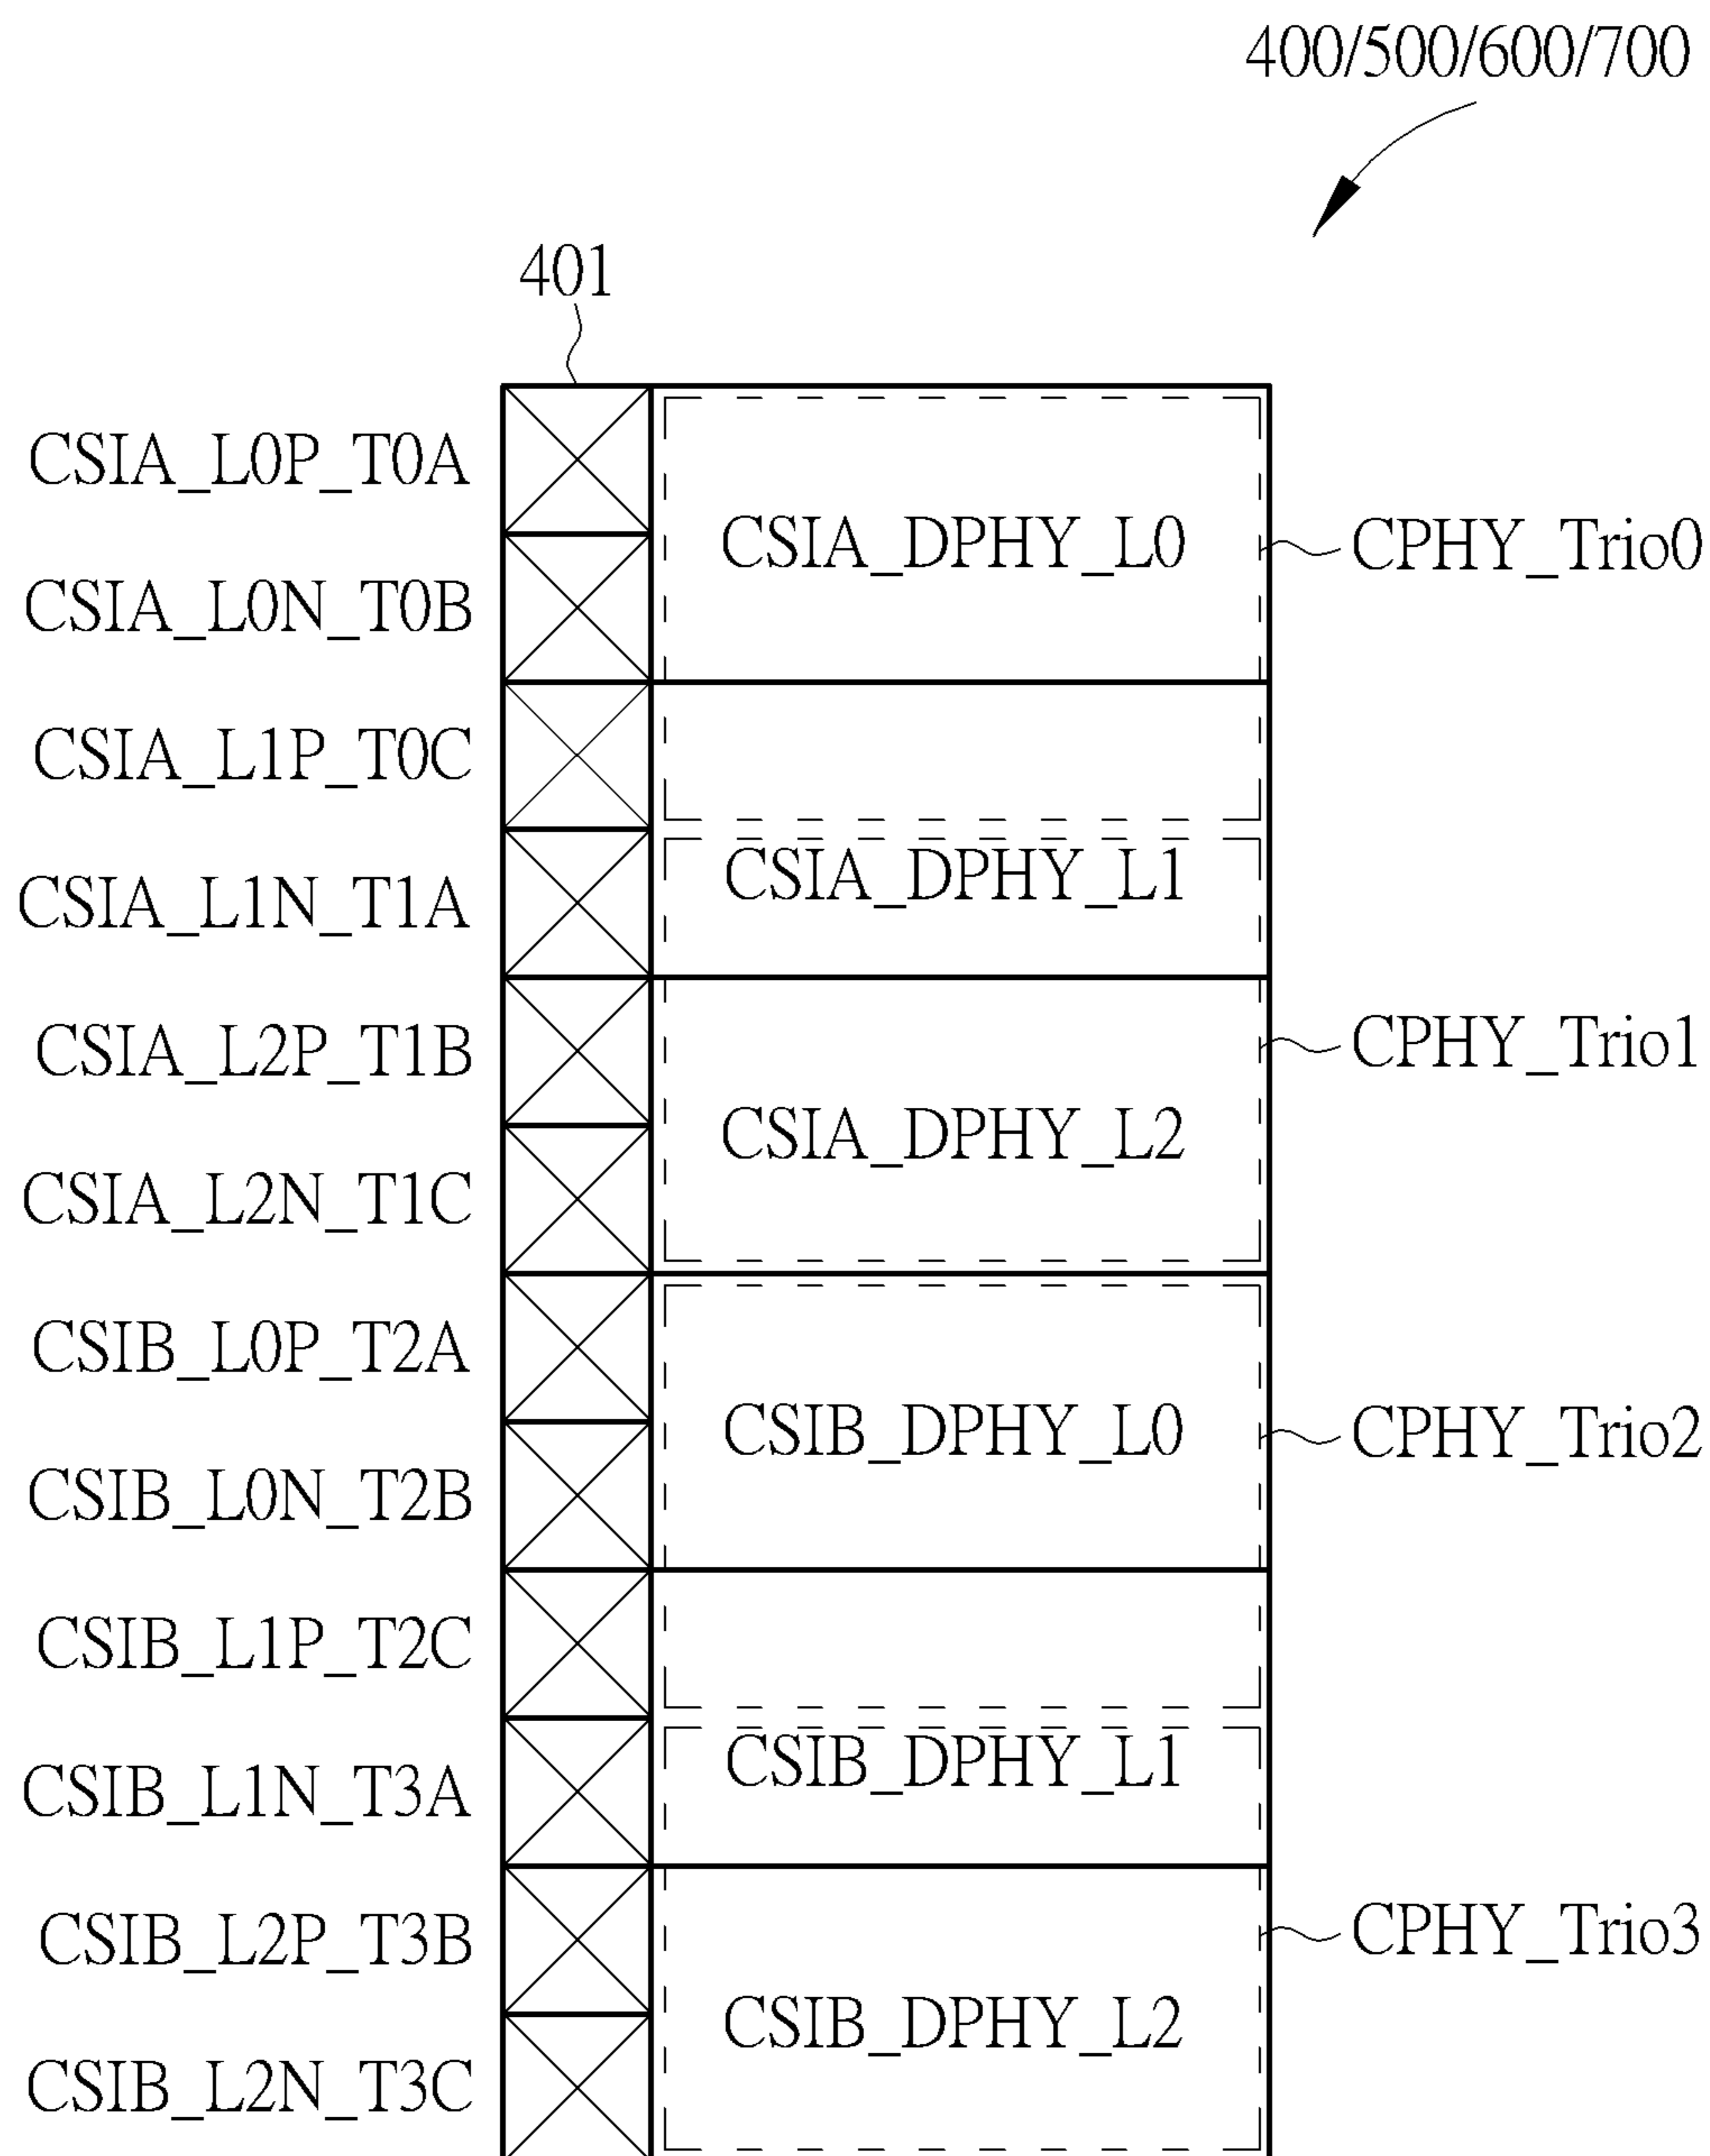 400/500/600/700
401
CSIA_L0P_T0A
CSIA_DPHY_L0
CPHY_Trio0
CSIA_L0N_T0B
CSIA_L1P_T0C
CSIA_L1N_T1A
CSIA_DPHY_L1
CSIA_L2P_T1B
CPHY_Trio1
CSIA_DPHY_L2
CSIA_L2N_T1C
CSIB_L0P_T2A
CSIB_DPHY_L0
CPHY_Trio2
CSIB_L0N_T2B
CSIB_L1P_T2C
CSIB_L1N_T3A
CSIB_DPHY_L1
CSIB_L2P_T3B
CPHY_Trio3
CSIB_DPHY_L2
CSIB_L2N_T3C